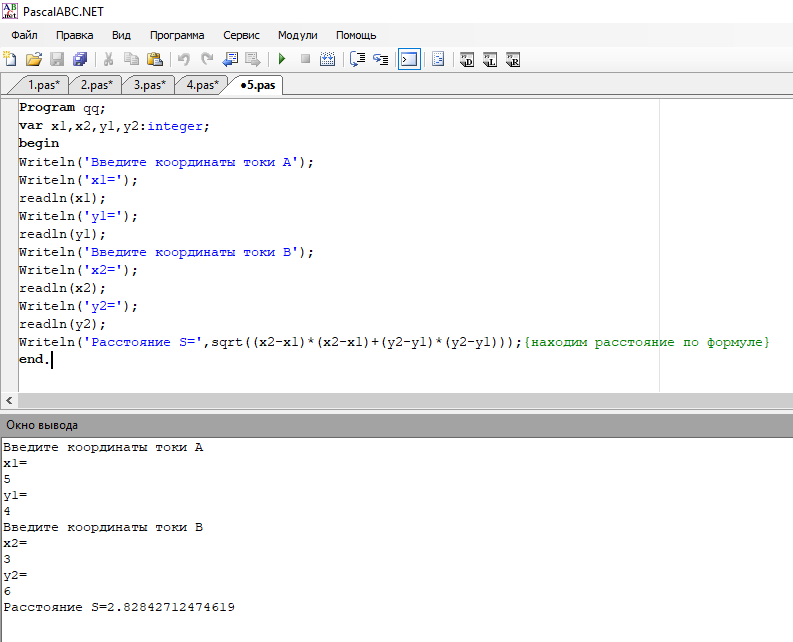 PascalABC.NET
Файл Правка Вид Программа Сервис Модули Помощь
1.pas* 2.pas* 3.pas* 4.pas* •5.pas
Program qq;
var x1,x2,y1,y2:integer;
begin
Writeln('Введите координаты токи А');
Writeln('x1=');
readln(x1);
Writeln('y1=');
readln(y1);
Writeln('Введите координаты токи В');
Writeln('x2=');
readln(x2);
Writeln('y2=');
readln(y2);
Writeln('Расстояние S=',sqrt((x2-x1)*(x2-x1)+(y2-y1)*(y2-y1)));{находим расстояние по формуле}
end.
Окно вывода
Введите координаты токи А
x1=
5
y1=
4
Введите координаты токи В
x2=
3
y2=
6
Расстояние S=2.82842712474619